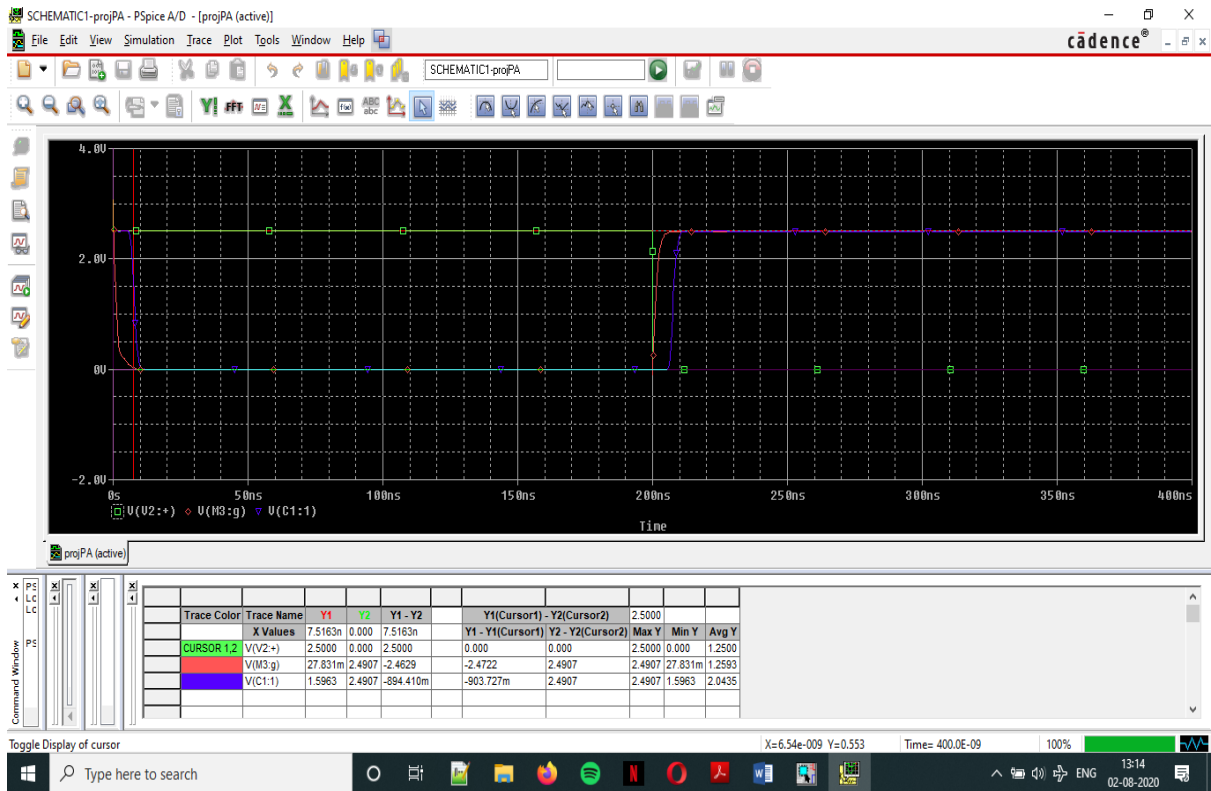 SCHEMATIC1-projPA - PSpice A/D - [projPA (active)]
File Edit View Simulation Trace Plot Tools Window Help
cādence®
SCHEMATIC1-projPA
FFT
ABC
abc
4.0V
2.0V
0V
-2.0V
0s 50ns 100ns 150ns 200ns 250ns 300ns 350ns 400ns
V(V2:+) V(M3:g) V(C1:1)
Time
projPA (active)
Trace Color Trace Name Y1 Y2 Y1 - Y2 Y1(Cursor1) - Y2(Cursor2) 2.5000
X Values 7.5163n 0.000 7.5163n Y1 - Y1(Cursor1) Y2 - Y2(Cursor2) Max Y Min Y Avg Y
CURSOR 1,2 V(V2:+) 2.5000 0.000 2.5000 0.000 0.000 2.5000 0.000 1.2500
V(M3:g) 27.831m 2.4907 -2.4629 -2.4722 2.4907 2.4907 27.831m 1.2593
V(C1:1) 1.5963 2.4907 -894.410m -903.727m 2.4907 2.4907 1.5963 2.0435
Command Window
Toggle Display of cursor X=6.54e-009 Y=0.553 Time= 400.0E-09 100%
Type here to search
ENG
13:14
02-08-2020